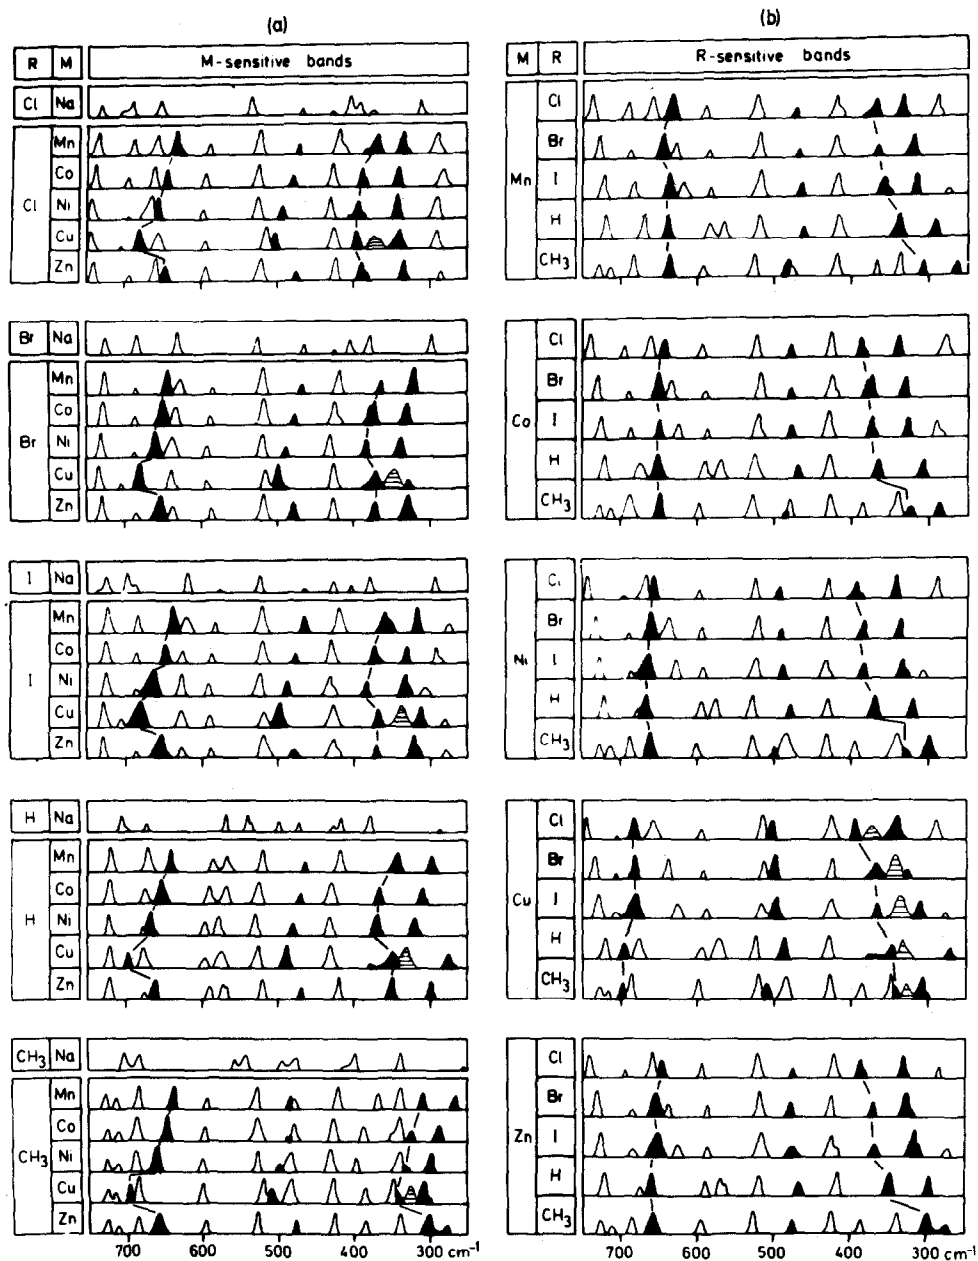 (a)
R M M-sensitive bands
Cl Na
Cl
Mn
Co
Ni
Cu
Zn
Br Na
Br
Mn
Co
Ni
Cu
Zn
I Na
I
Mn
Co
Ni
Cu
Zn
H Na
H
Mn
Co
Ni
Cu
Zn
CH3 Na
CH3
Mn
Co
Ni
Cu
Zn
700 600 500 400 300 cm-1
(b)
M R R-sensitive bands
Mn
Cl
Br
I
H
CH3
Co
Cl
Br
I
H
CH3
Ni
Cl
Br
I
H
CH3
Cu
Cl
Br
I
H
CH3
Zn
Cl
Br
I
H
CH3
700 600 500 400 300 cm-1